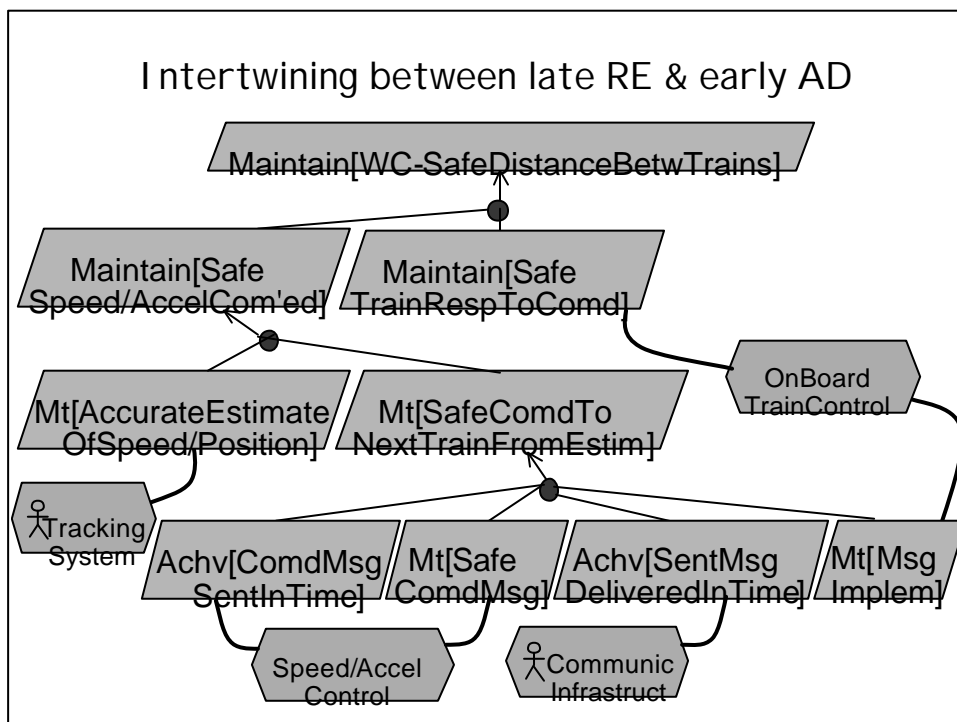 Intertwining between late RE & early AD
Maintain[WC-SafeDistanceBetwTrains]
Maintain[Safe
Speed/AccelCom'ed]
Maintain[Safe
TrainRespToComd]
OnBoard
TrainControl
Mt[AccurateEstimate
OfSpeed/Position]
Mt[SafeComdTo
NextTrainFromEstim]
Tracking
System
Achv[ComdMsg
SentInTime]
Mt[Safe
ComdMsg]
Achv[SentMsg
DeliveredInTime]
Mt[Msg
Implem]
Speed/Accel
Control
Communic
Infrastruct